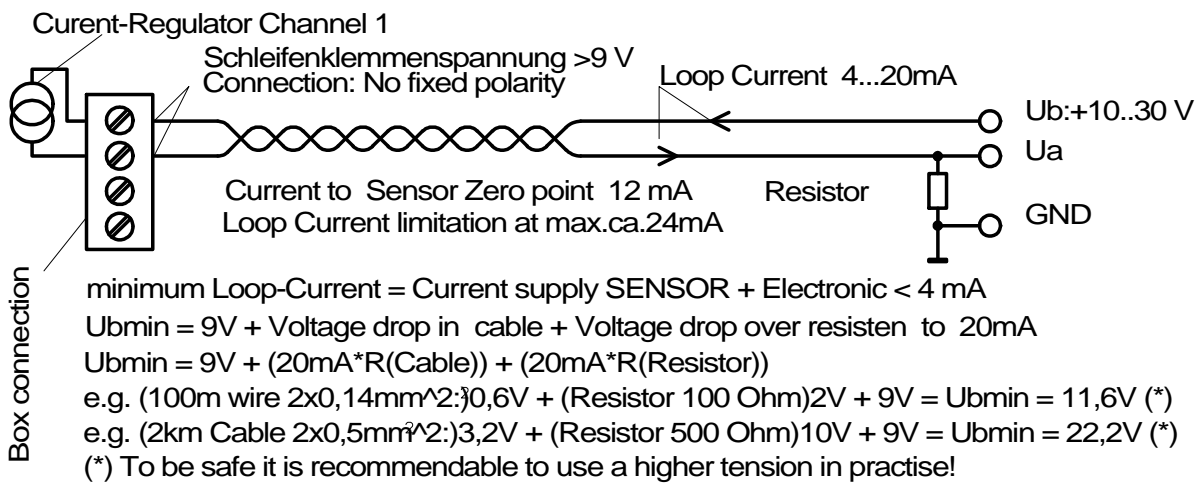 Curent-Regulator Channel 1
Schleifenklemmenspannung >9 V
Connection: No fixed polarity
Loop Current 4...20mA
Ub:+10..30 V
Ua
Current to Sensor Zero point 12 mA
Resistor
Loop Current limitation at max.ca.24mA
GND
Box connection
minimum Loop-Current = Current supply SENSOR + Electronic < 4 mA
Ubmin = 9V + Voltage drop in cable + Voltage drop over resisten to 20mA
Ubmin = 9V + (20mA*R(Cable)) + (20mA*R(Resistor))
e.g. (100m wire 2x0,14mm^2:)0,6V + (Resistor 100 Ohm)2V + 9V = Ubmin = 11,6V (*)
e.g. (2km Cable 2x0,5mm^2:)3,2V + (Resistor 500 Ohm)10V + 9V = Ubmin = 22,2V (*)
(*) To be safe it is recommendable to use a higher tension in practise!